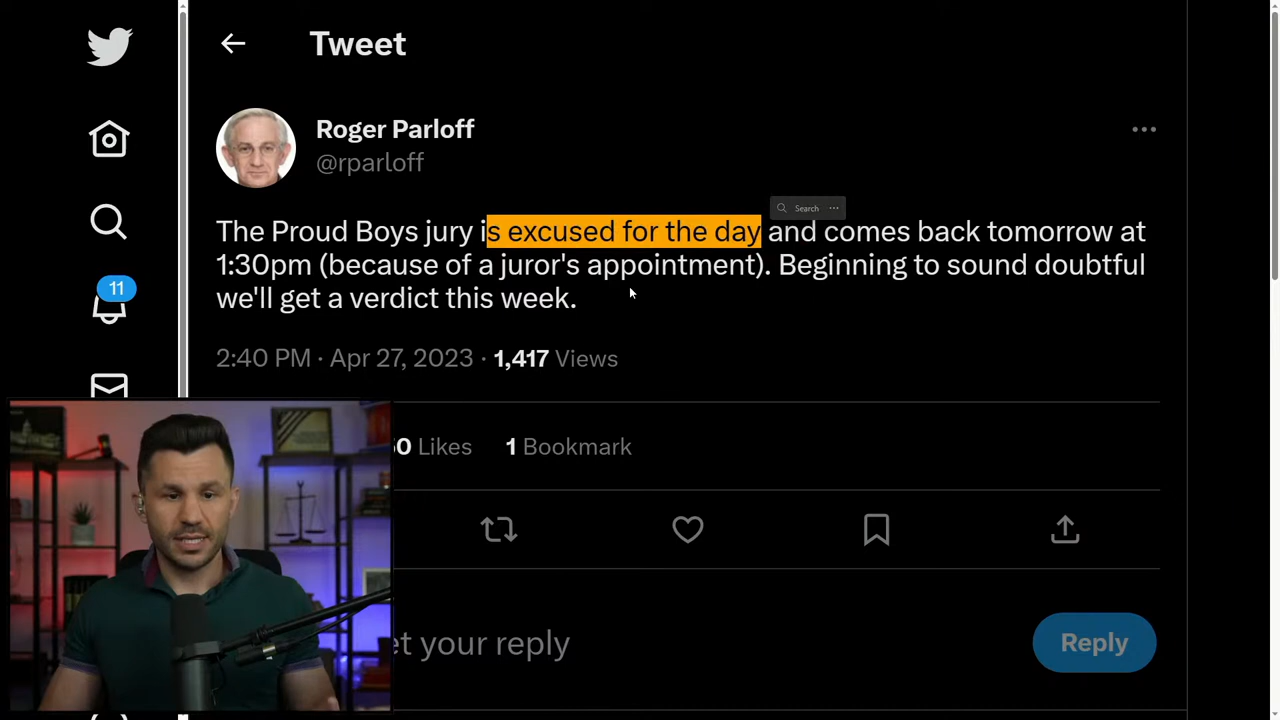 Tweet
Roger Parloff
@rparloff
Search
The Proud Boys jury is excused for the day and comes back tomorrow at
1:30pm (because of a juror's appointment). Beginning to sound doubtful
we'll get a verdict this week.
11
2:40 PM · Apr 27, 2023 · 1,417 Views
0 Likes 1 Bookmark
et your reply
Reply